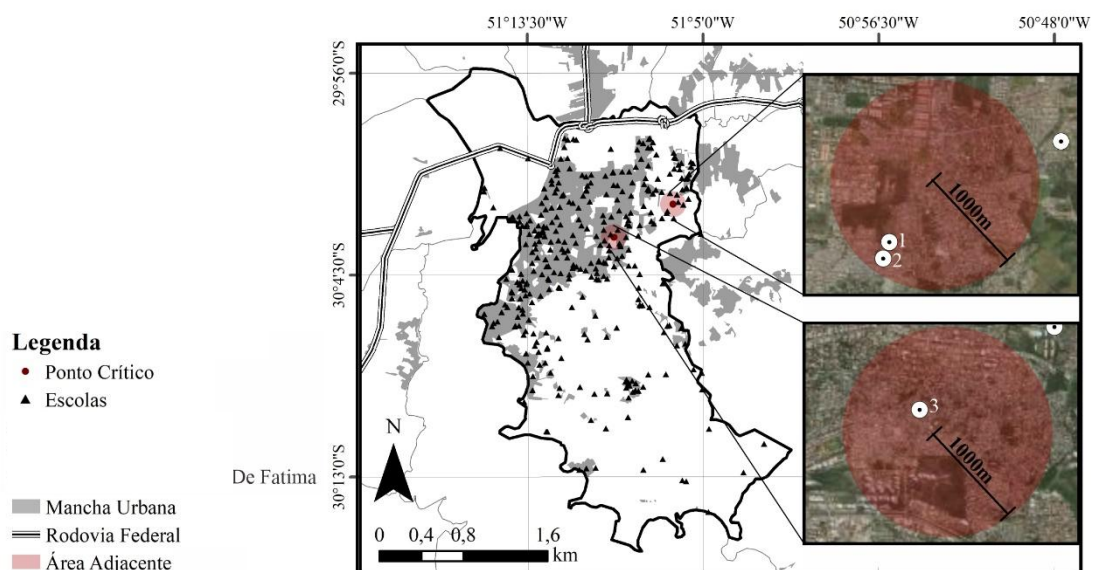 51°13'30"W 51°5'0"W 50°56'30"W 50°48'0"W
29°56'0"S
30°4'30"S
30°13'0"S
1000m
1
2
3
1000m
Legenda
Ponto Crítico
Escolas
De Fatima
N
Mancha Urbana
Rodovia Federal
Área Adjacente
0 0,4 0,8 1,6
km